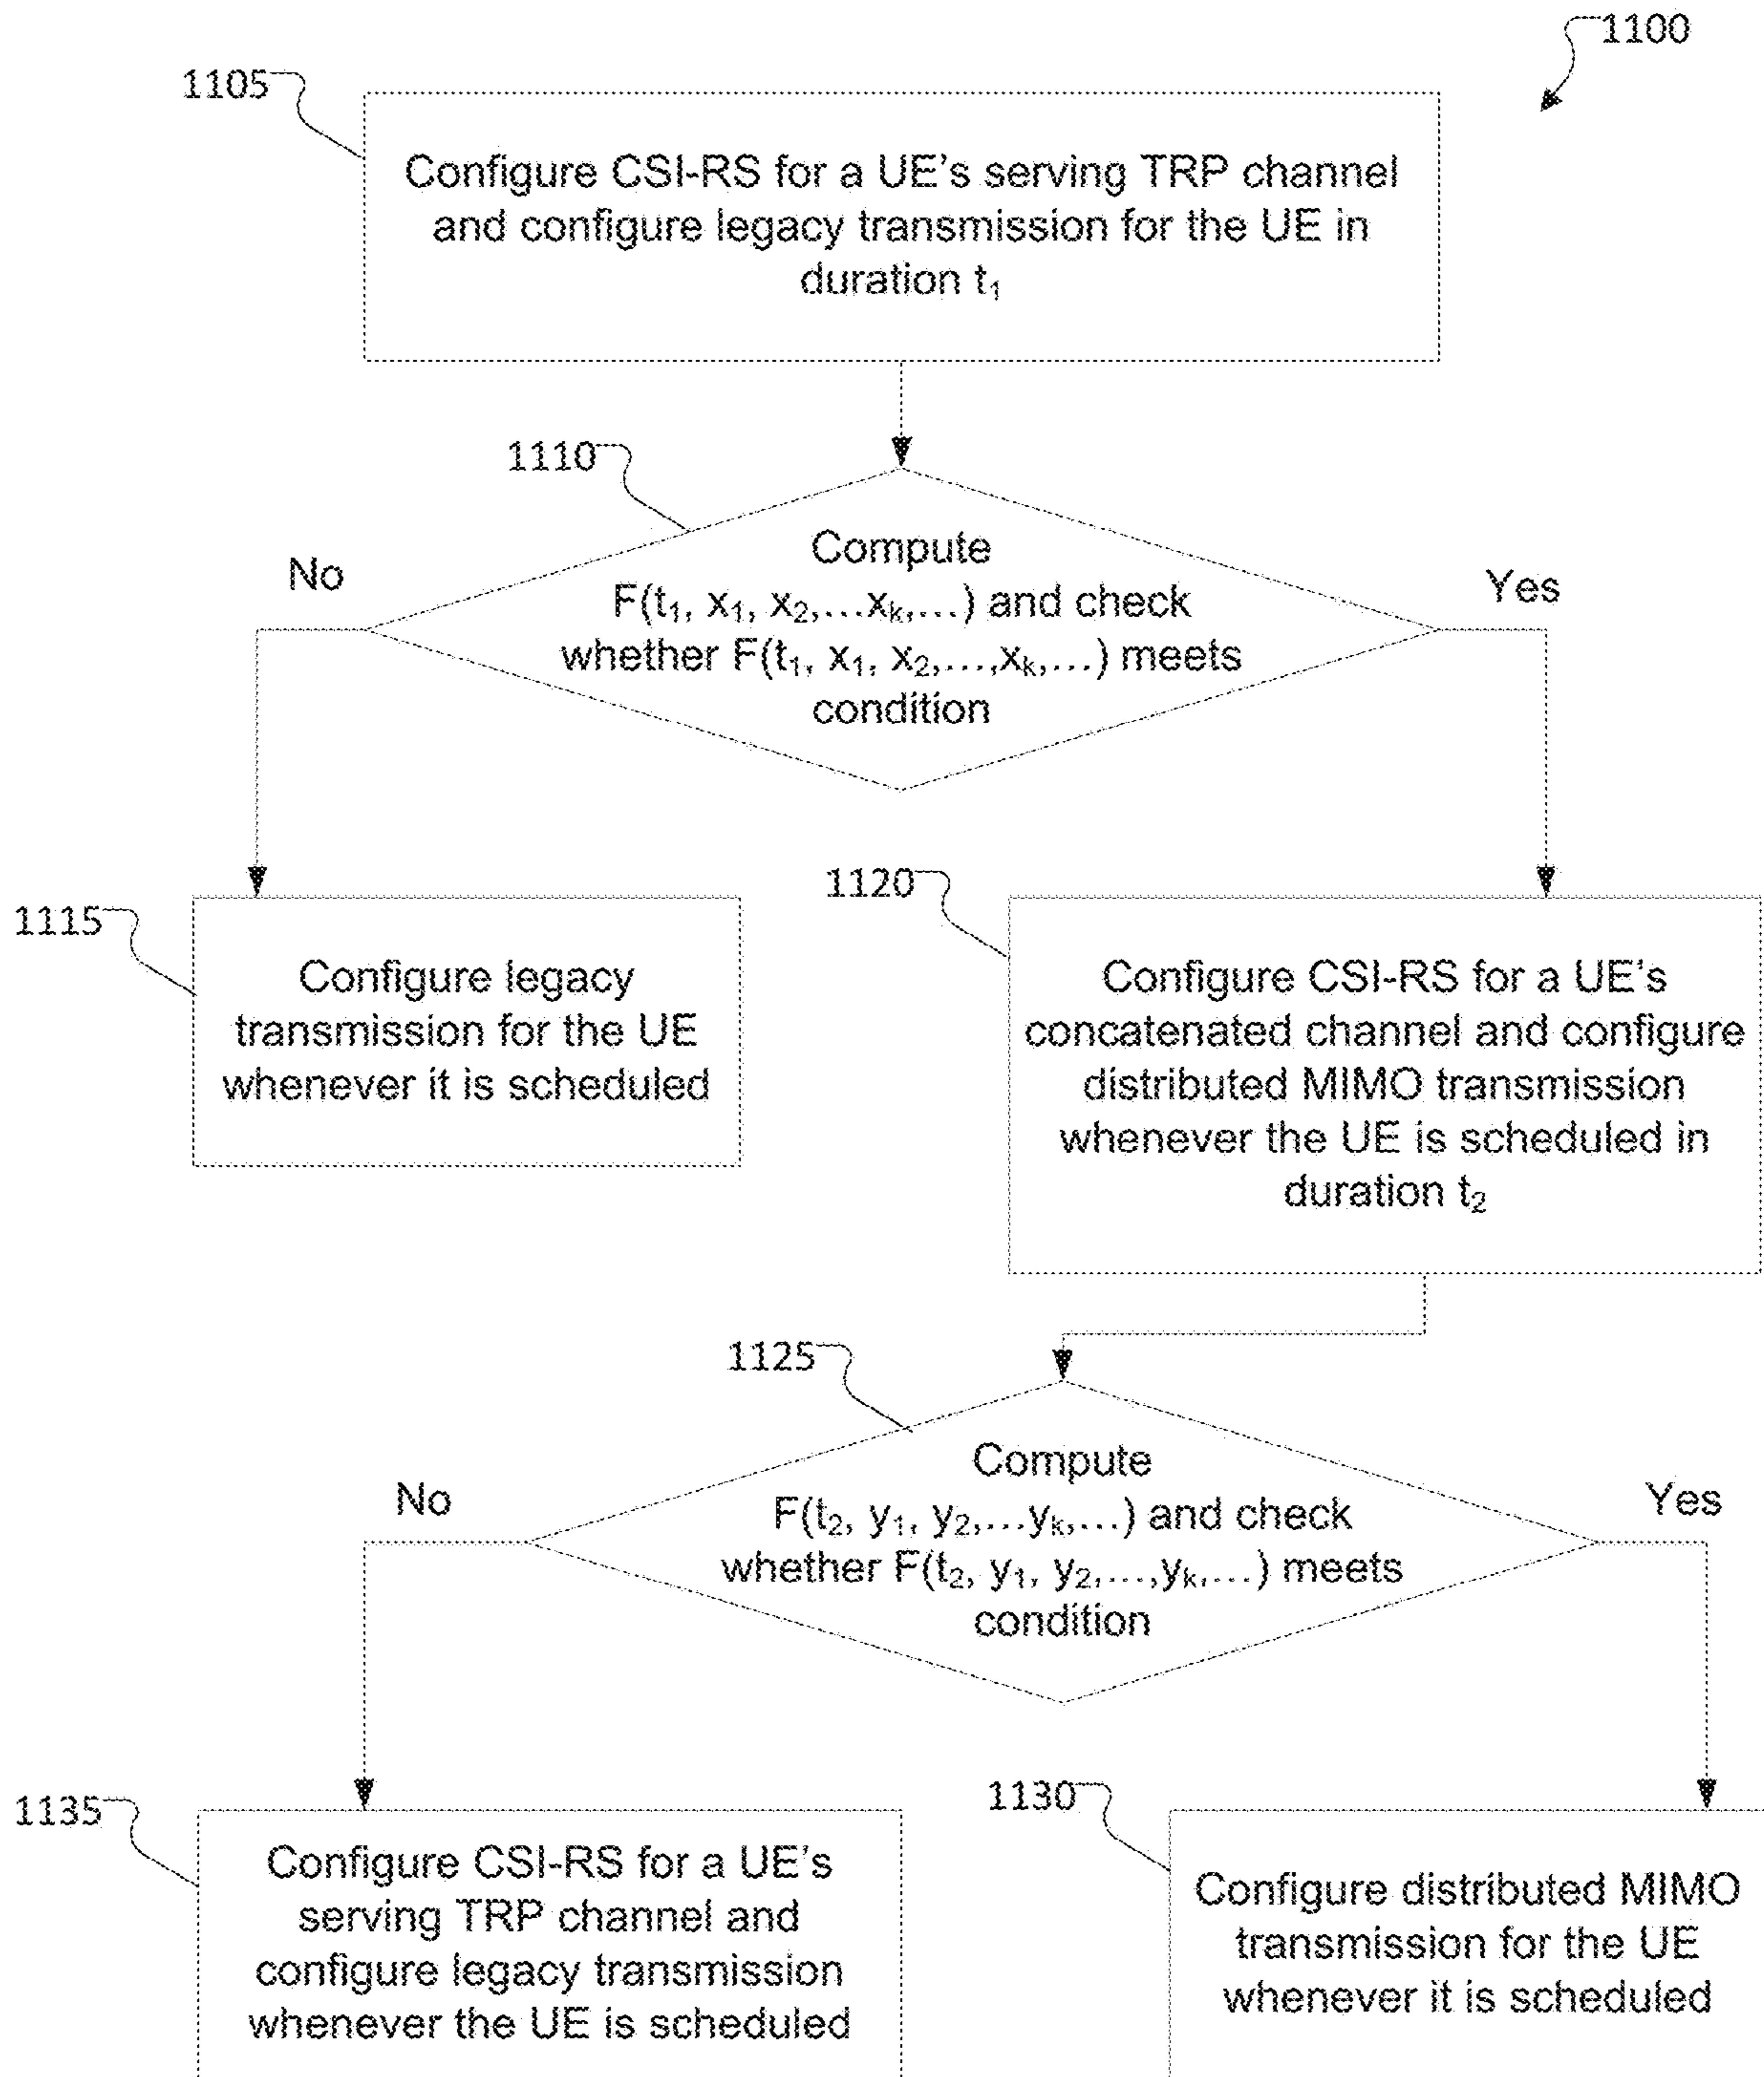 1100
1105
Configure CSI-RS for a UE's serving TRP channel
and configure legacy transmission for the UE in
duration t₁
1110
Compute
F(t₁, x₁, x₂,...xₖ,...) and check
whether F(t₁, x₁, x₂,...,xₖ,...) meets
condition
No
Yes
1115
Configure legacy
transmission for the UE
whenever it is scheduled
1120
Configure CSI-RS for a UE's
concatenated channel and configure
distributed MIMO transmission
whenever the UE is scheduled in
duration t₂
1125
Compute
F(t₂, y₁, y₂,...yₖ,...) and check
whether F(t₂, y₁, y₂,...,yₖ,...) meets
condition
No
Yes
1135
Configure CSI-RS for a UE's
serving TRP channel and
configure legacy transmission
whenever the UE is scheduled
1130
Configure distributed MIMO
transmission for the UE
whenever it is scheduled